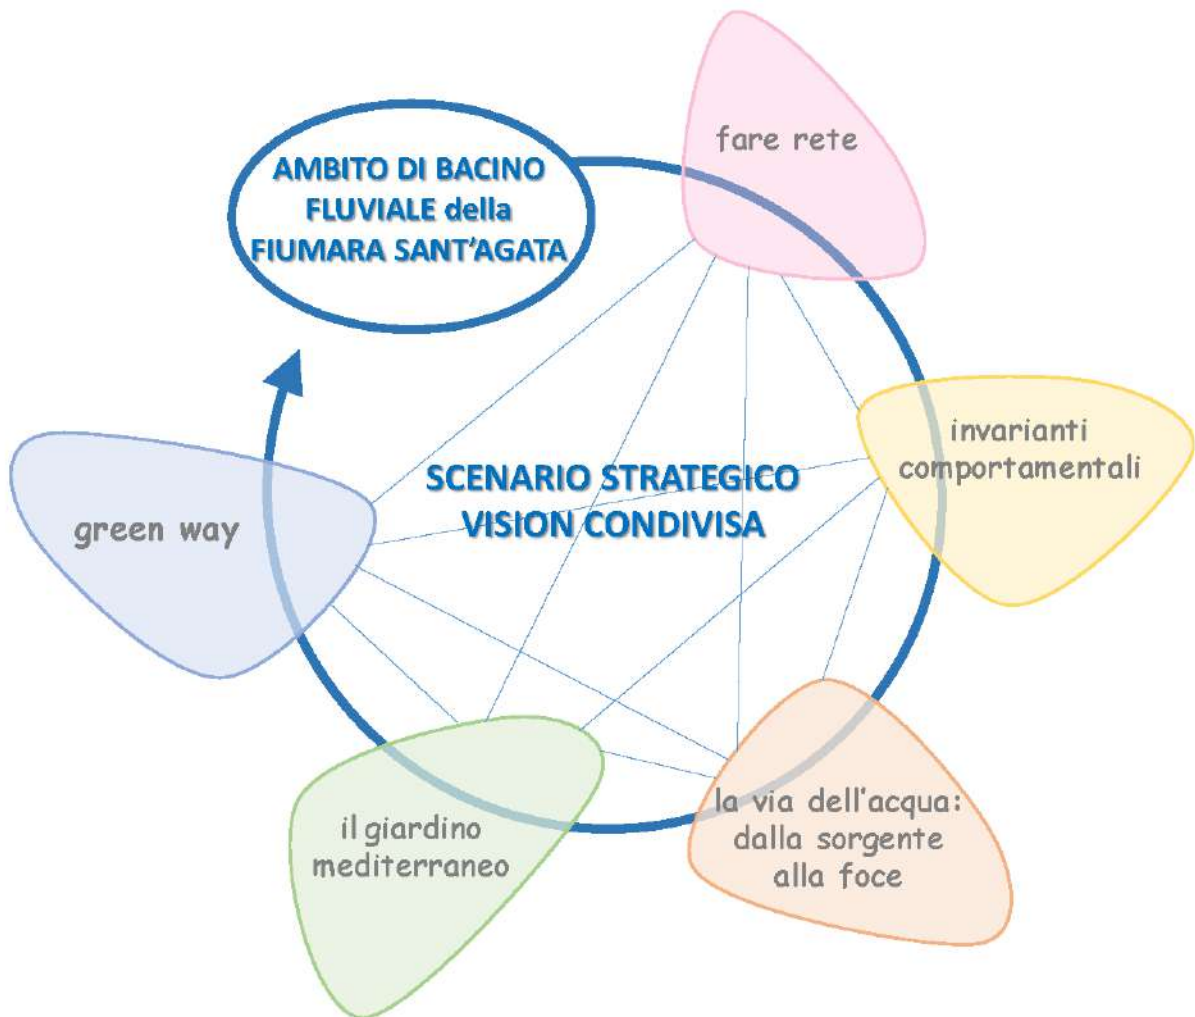 AMBITO DI BACINO
FLUVIALE della
FIUMARA SANT'AGATA
fare rete
invarianti
comportamentali
SCENARIO STRATEGICO
VISION CONDIVISA
green way
la via dell'acqua:
dalla sorgente
alla foce
il giardino
mediterraneo